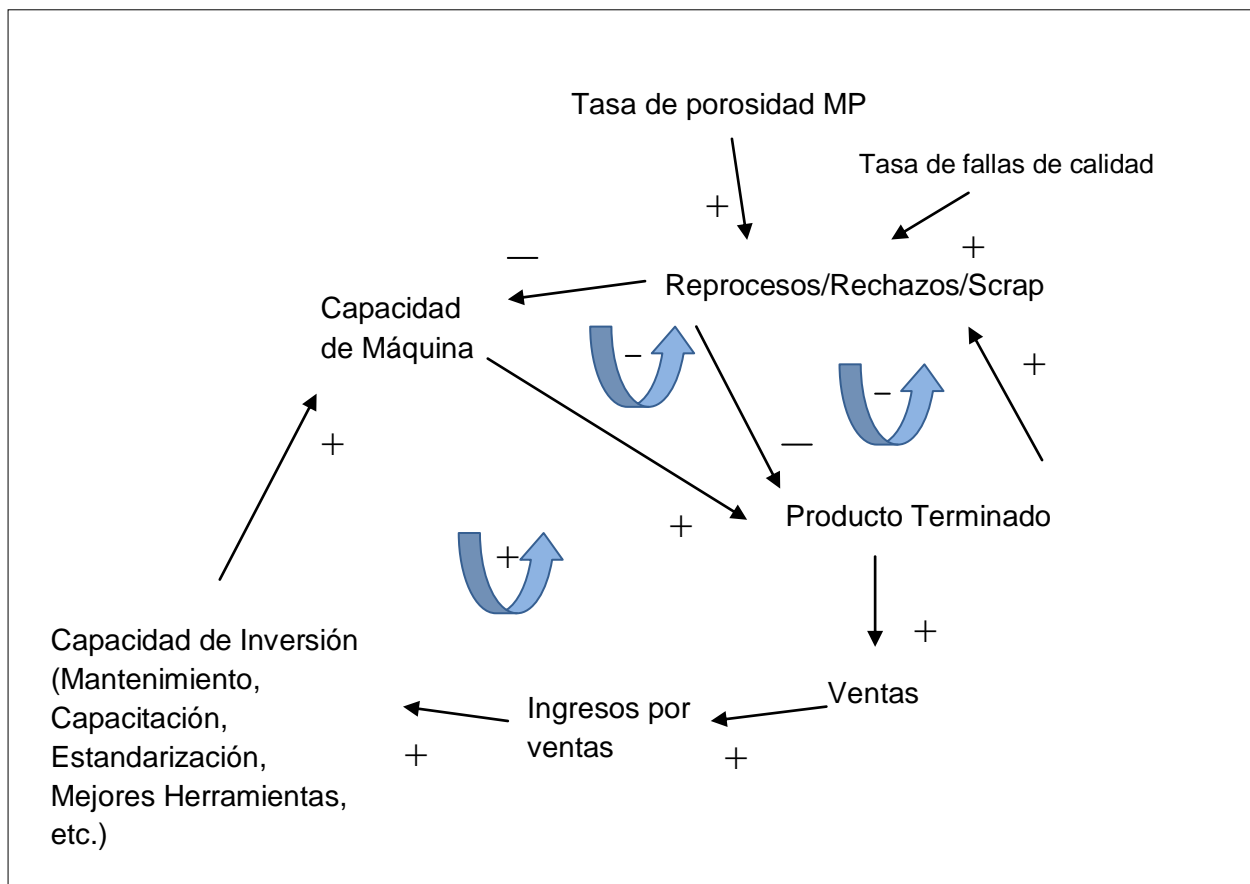 Tasa de porosidad MP
Tasa de fallas de calidad
+
+
—
Reprocesos/Rechazos/Scrap
Capacidad
de Máquina
–
–
+
+
—
Producto Terminado
+
+
+
Capacidad de Inversión
(Mantenimiento,
Capacitación,
Estandarización,
Mejores Herramientas,
etc.)
Ingresos por
ventas
Ventas
+
+